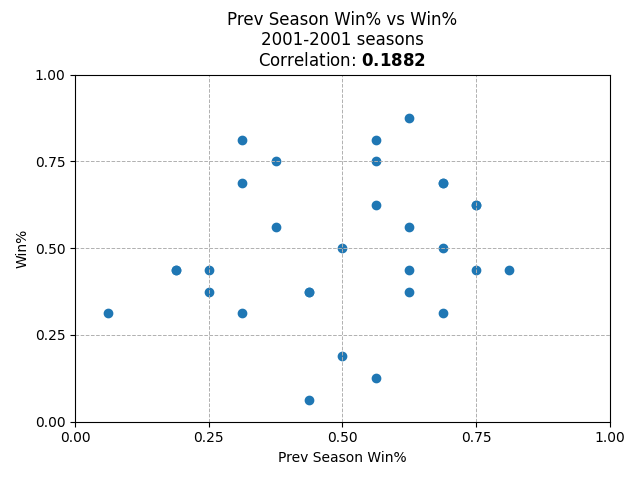 Prev Season Win% vs Win%
2001-2001 seasons
Correlation: 0.1882
1.00
0.75
0.50
0.25
0.00
Win%
0.00 0.25 0.50 0.75 1.00
Prev Season Win%